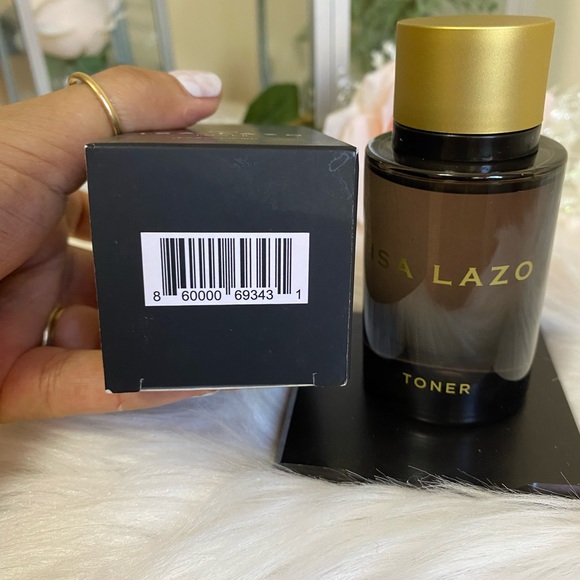 8 60000 69343 1
ISA LAZO
TONER